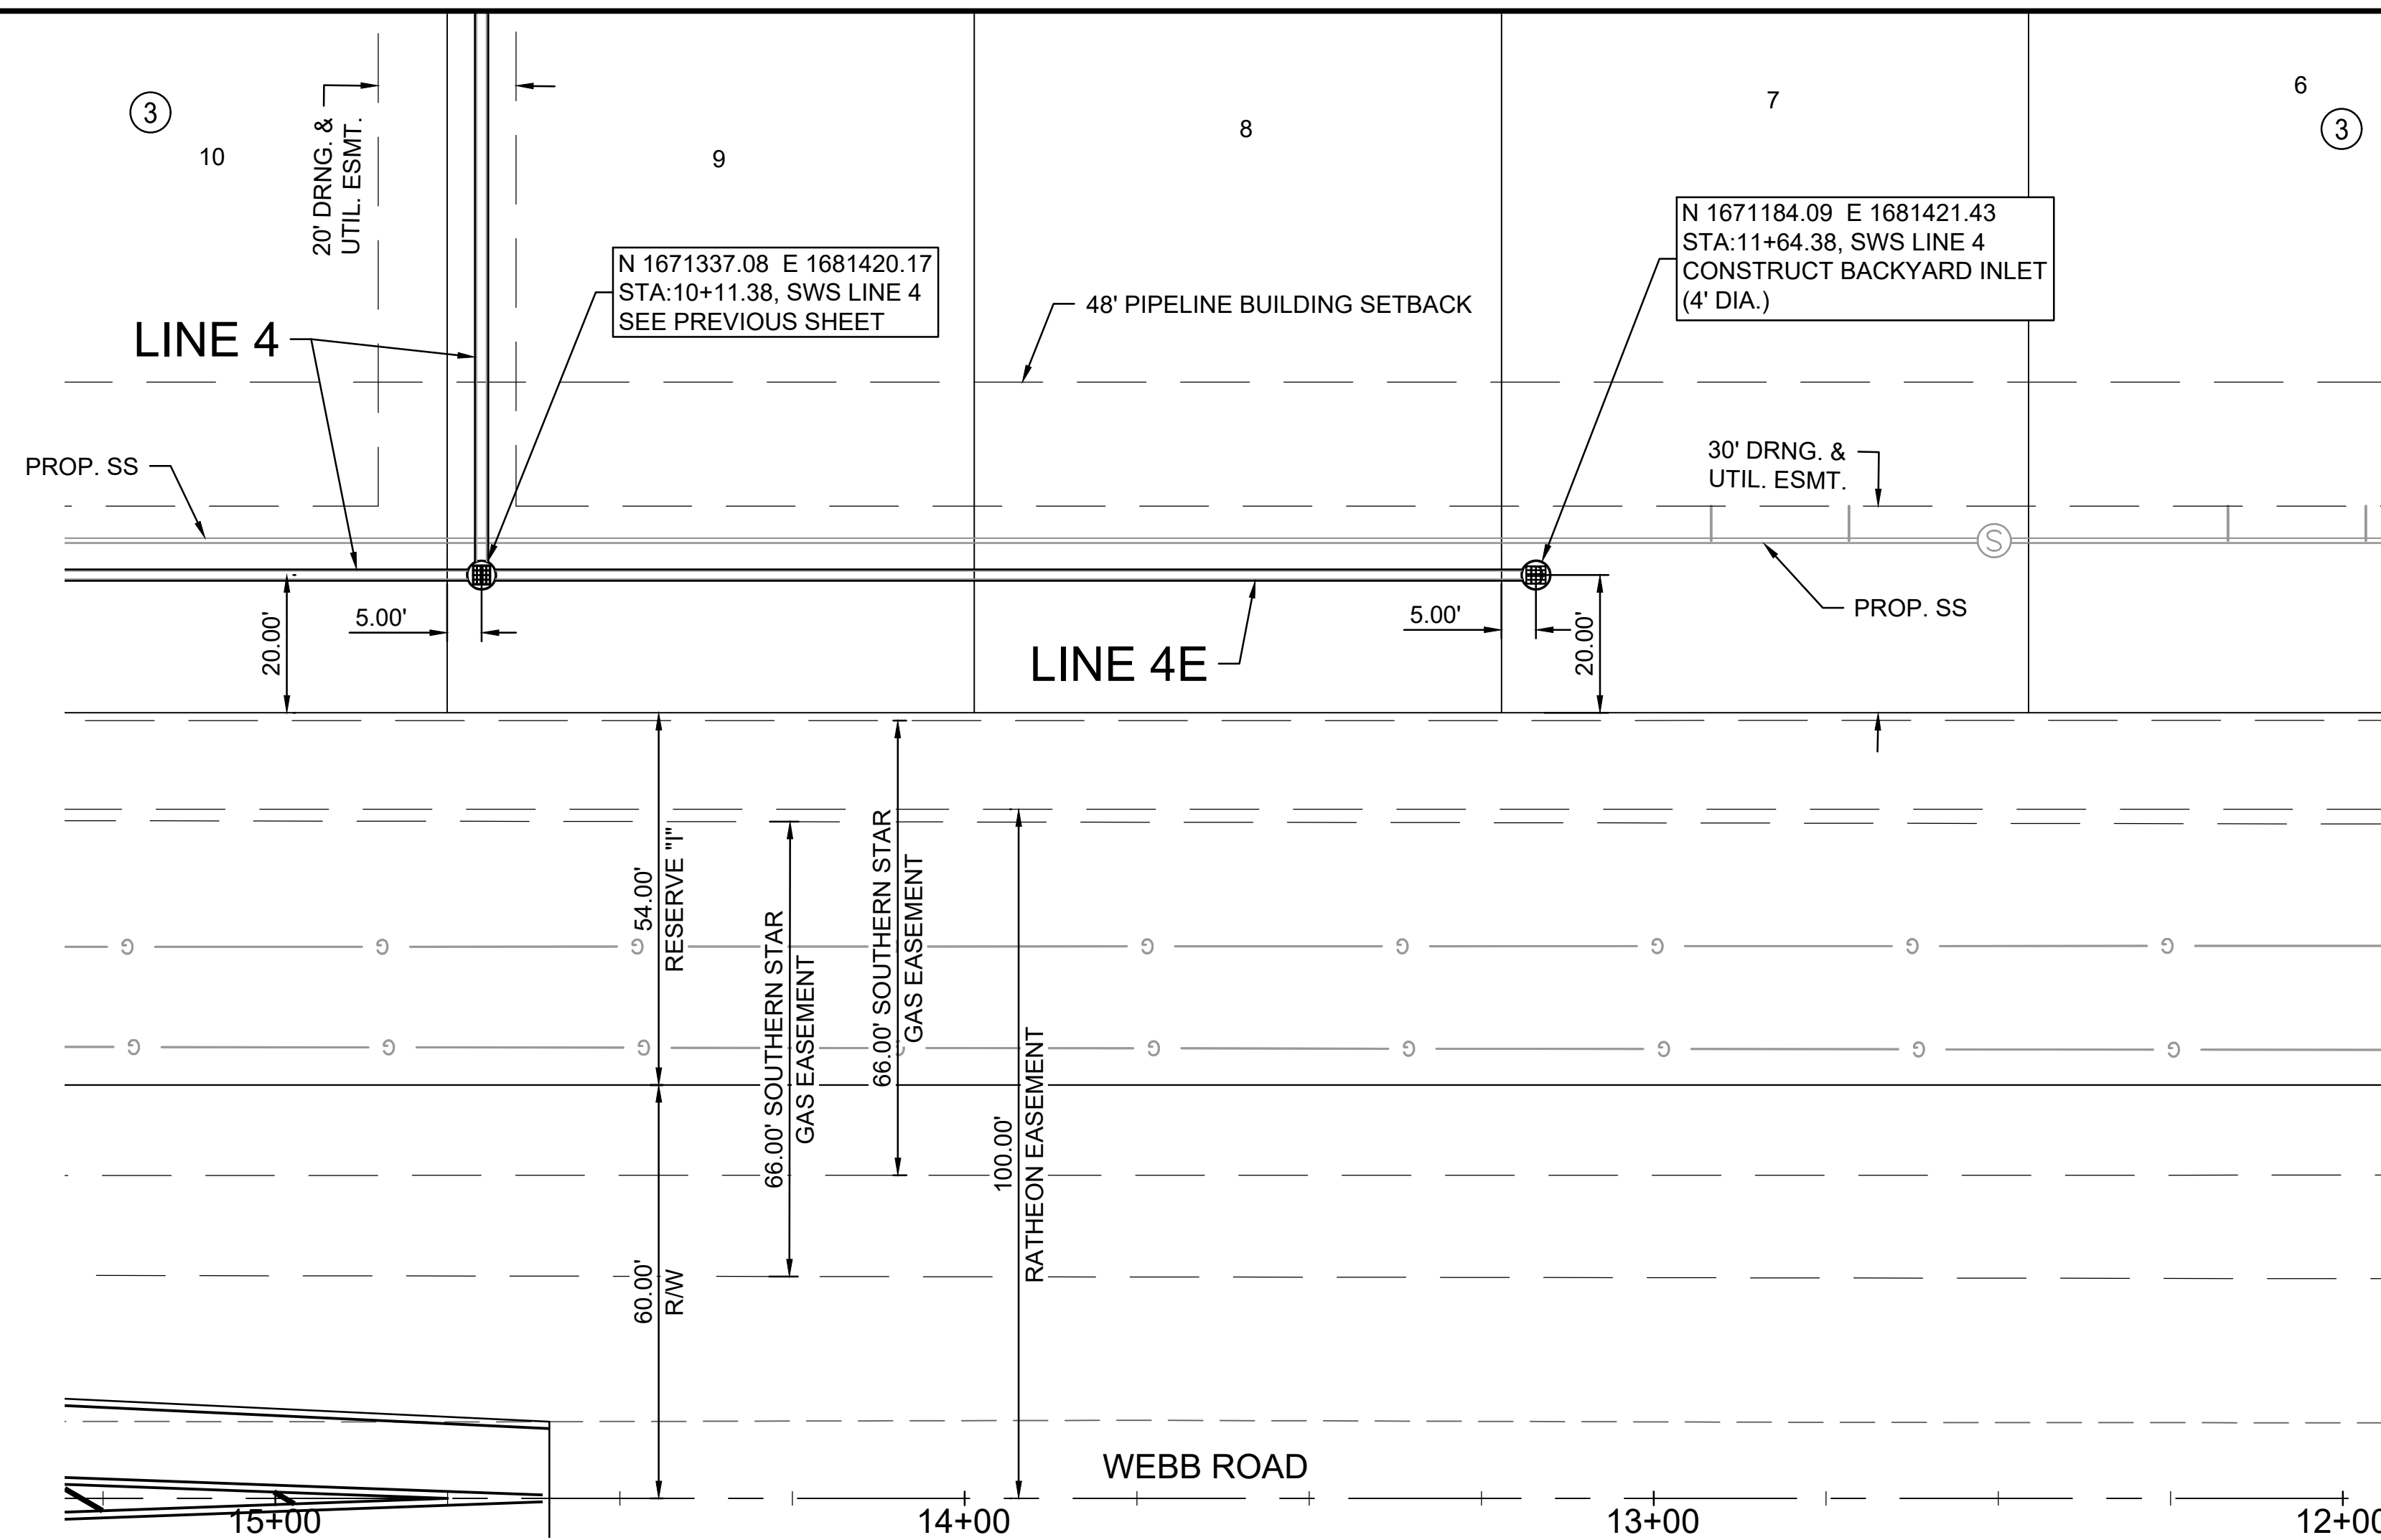 6
3
3
7
8
10
9
20' DRNG. &
UTIL. ESMT.
N 1671184.09 E 1681421.43
STA:11+64.38, SWS LINE 4
CONSTRUCT BACKYARD INLET
(4' DIA.)
N 1671337.08 E 1681420.17
STA:10+11.38, SWS LINE 4
SEE PREVIOUS SHEET
48' PIPELINE BUILDING SETBACK
LINE 4
PROP. SS
30' DRNG. &
UTIL. ESMT.
S
5.00'
20.00'
5.00'
20.00'
PROP. SS
LINE 4E
54.00'
RESERVE "I"
66.00' SOUTHERN STAR
GAS EASEMENT
66.00' SOUTHERN STAR
GAS EASEMENT
G G G G G G G G
G G G G G G G G G
100.00'
RATHEON EASEMENT
60.00'
R/W
WEBB ROAD
15+00
14+00
13+00
12+00